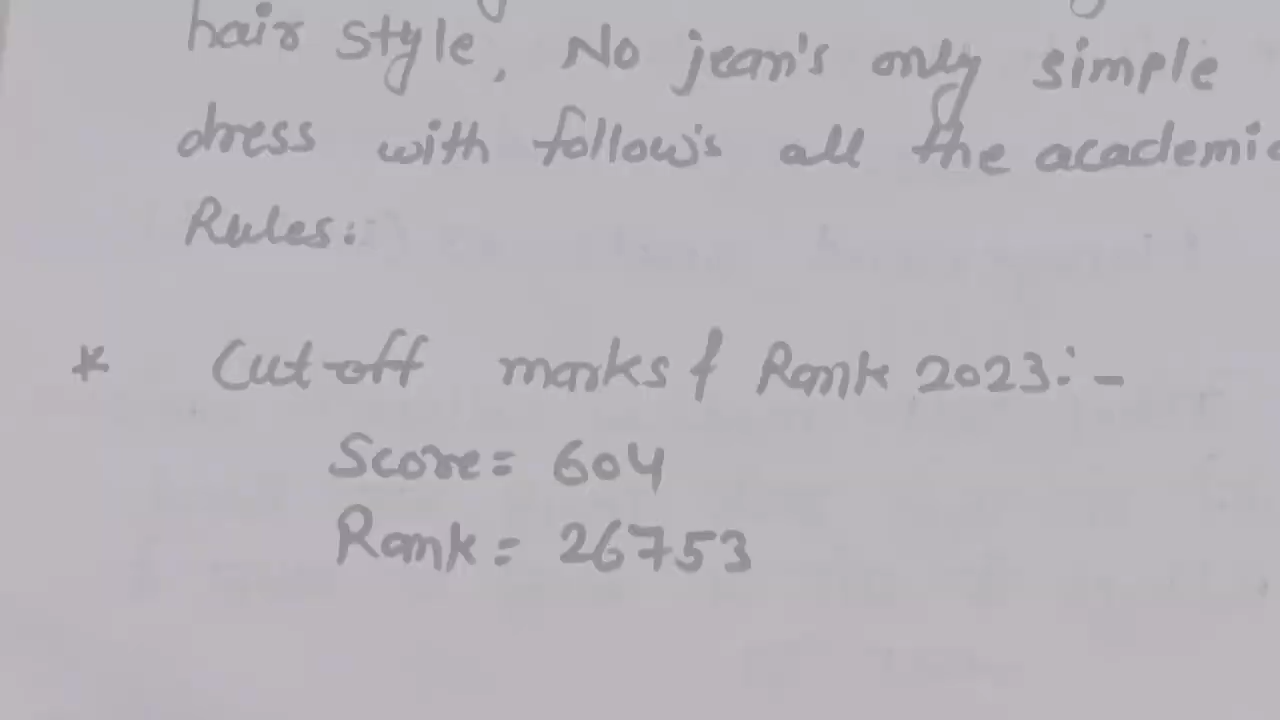 hair style, No jean's only simple
dress with follow's all the academic
Rules:
* Cut-off marks & Rank 2023:-
Score= 604
Rank= 26753